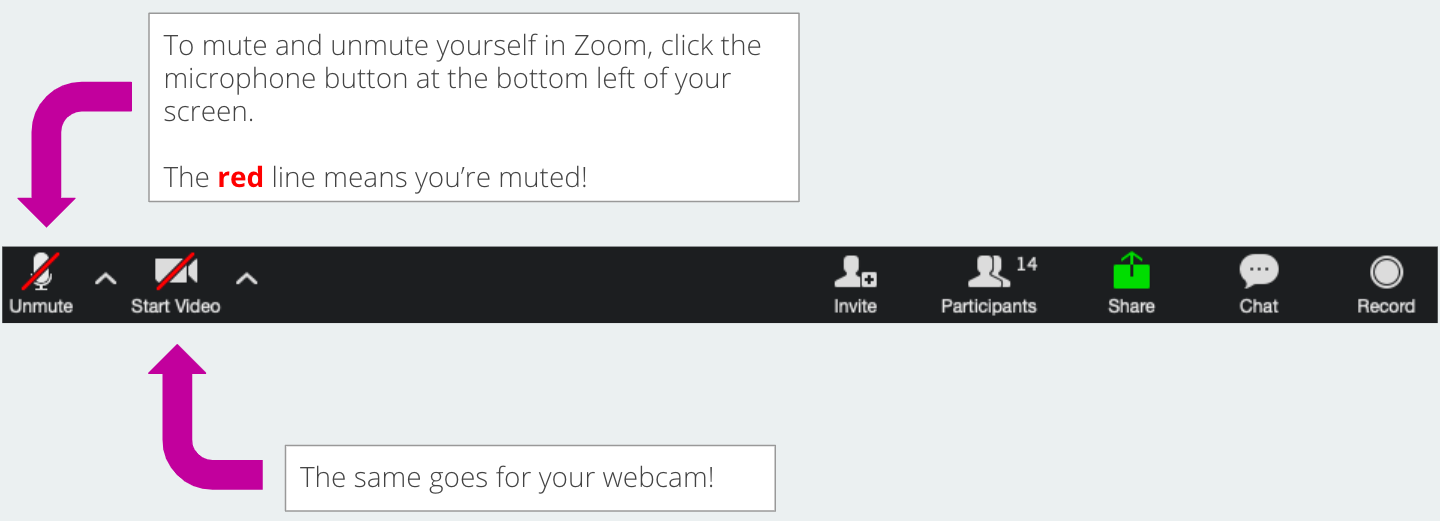 To mute and unmute yourself in Zoom, click the
microphone button at the bottom left of your
screen.
The red line means you’re muted!
Unmute
Start Video
Invite
Participants
14
Share
Chat
Record
The same goes for your webcam!